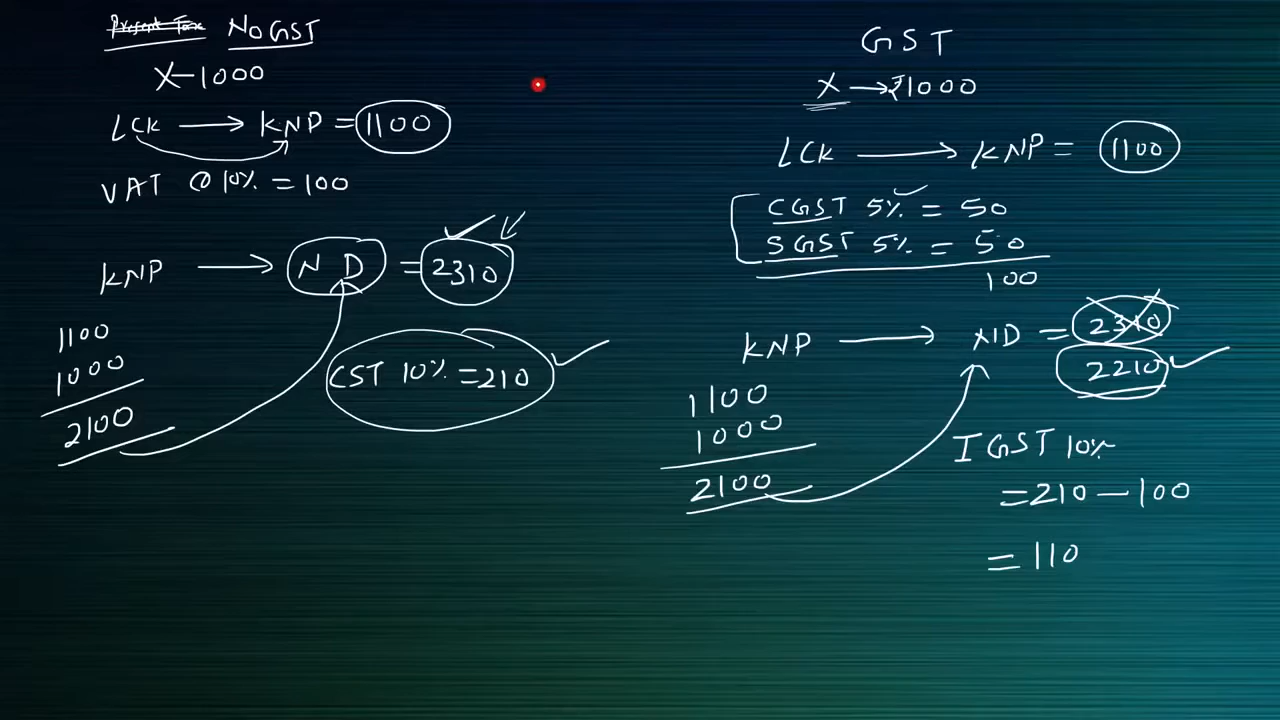 Present Tax NO GST
X-1000
LCK → KNP = 1100
VAT @ 10% = 100
KNP → ND = 2310
1100
1000
2100
CST 10% = 210
GST
X → ₹1000
LCK → KNP = 1100
CGST 5% = 50
SGST 5% = 50
100
KNP → ND = 2310
2210
1100
1000
2100
IGST 10%
= 210 - 100
= 110